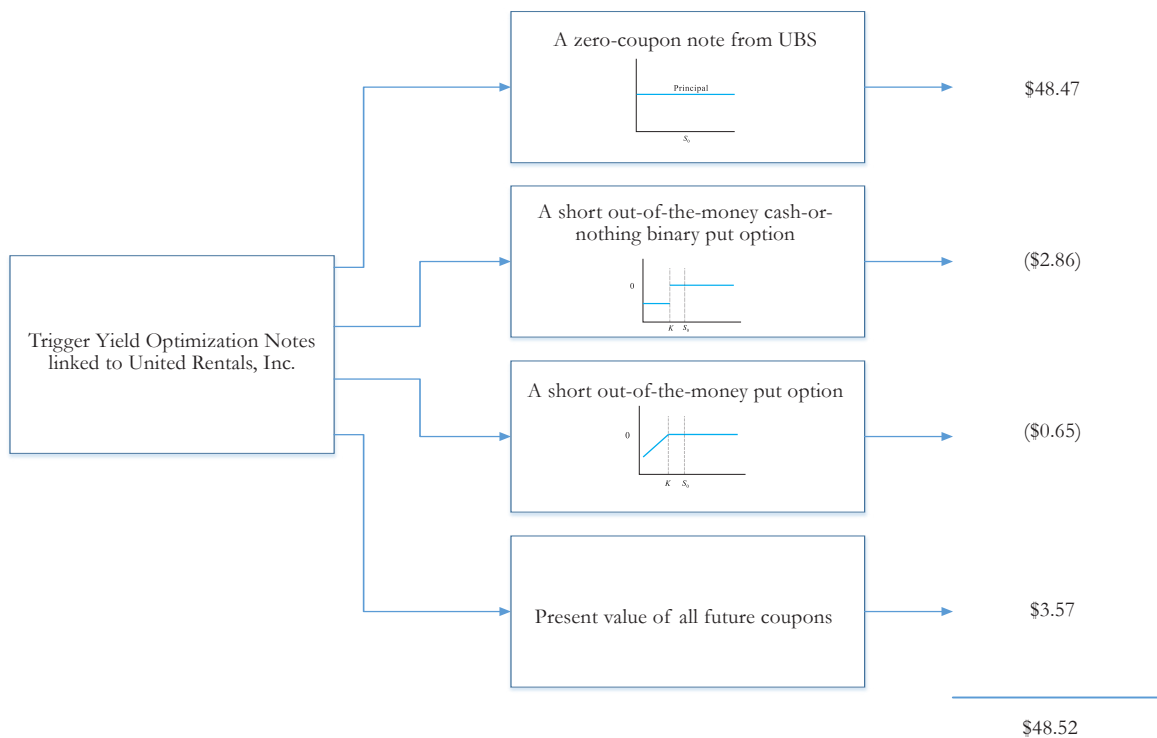 A zero-coupon note from UBS
Principal
S0
$48.47
A short out-of-the-money cash-or-
nothing binary put option
0
K
S0
($2.86)
Trigger Yield Optimization Notes
linked to United Rentals, Inc.
A short out-of-the-money put option
0
K
S0
($0.65)
Present value of all future coupons
$3.57
$48.52